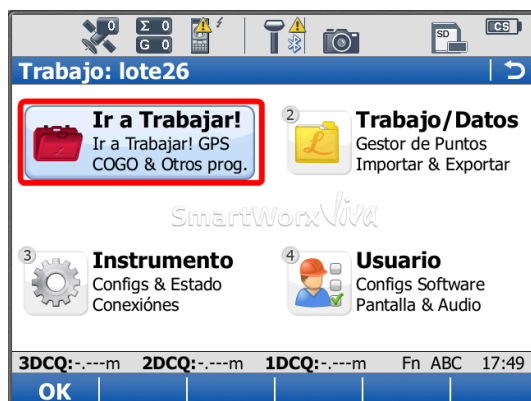 0
Σ 0
G 0
SD
CS
Trabajo: lote26
Ir a Trabajar!
Ir a Trabajar! GPS
COGO & Otros prog.
2
Trabajo/Datos
Gestor de Puntos
Importar & Exportar
SmartWorx Viva
3
Instrumento
Configs & Estado
Conexiónes
4
Usuario
Configs Software
Pantalla & Audio
3DCQ:-.---m 2DCQ:-.---m 1DCQ:-.---m Fn ABC 17:49
OK